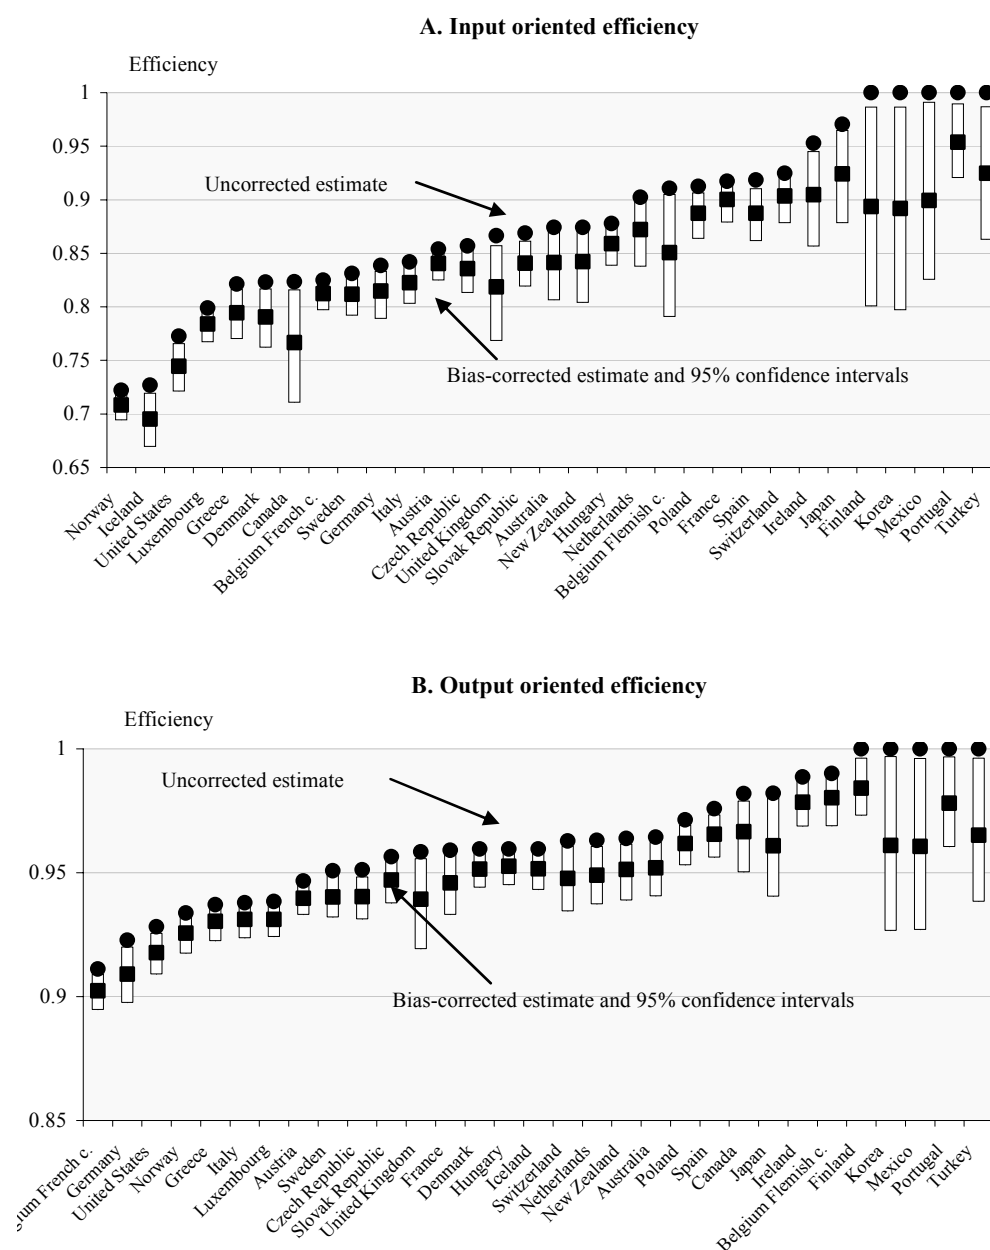 A. Input oriented efficiency
Efficiency
1
0.95
0.9
0.85
0.8
0.75
0.7
0.65
Uncorrected estimate
Bias-corrected estimate and 95% confidence intervals
Norway
Iceland
United States
Luxembourg
Greece
Denmark
Canada
Belgium French c.
Sweden
Germany
Italy
Austria
Czech Republic
United Kingdom
Slovak Republic
Australia
New Zealand
Hungary
Netherlands
Belgium Flemish c.
Poland
France
Spain
Switzerland
Ireland
Japan
Finland
Korea
Mexico
Portugal
Turkey
B. Output oriented efficiency
Efficiency
1
0.95
0.9
0.85
Uncorrected estimate
Bias-corrected estimate and 95% confidence intervals
gium French c.
Germany
United States
Norway
Greece
Italy
Luxembourg
Austria
Sweden
Czech Republic
Slovak Republic
United Kingdom
France
Denmark
Hungary
Iceland
Switzerland
Netherlands
New Zealand
Australia
Poland
Spain
Canada
Japan
Ireland
Belgium Flemish c.
Finland
Korea
Mexico
Portugal
Turkey